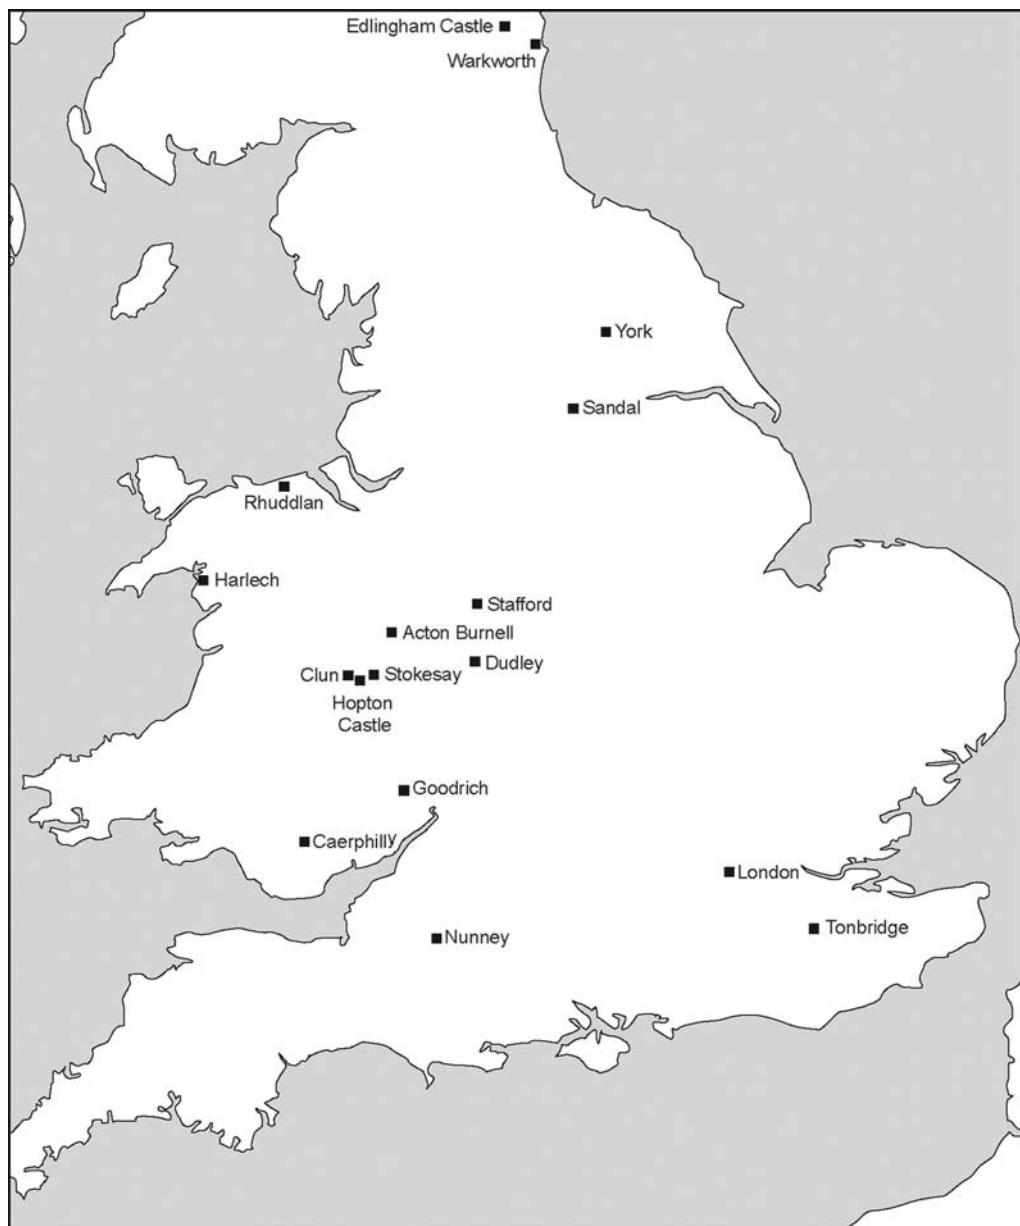 Edlingham Castle
Warkworth
York
Sandal
Rhuddlan
Harlech
Stafford
Acton Burnell
Dudley
Clun
Stokesay
Hopton
Castle
Goodrich
Caerphilly
London
Tonbridge
Nunney